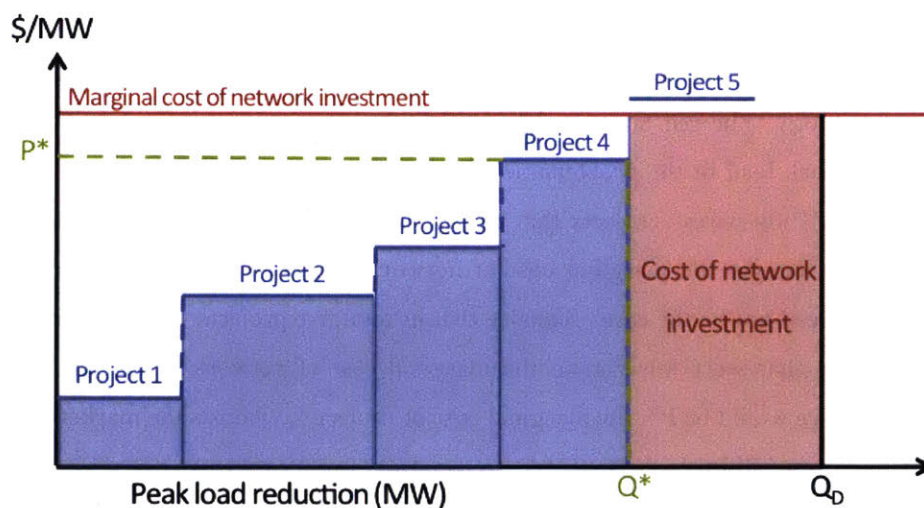 $/MW
Project 5
Marginal cost of network investment
P*
Project 4
Project 3
Project 2
Cost of network
investment
Project 1
Peak load reduction (MW)
Q*
Q_D